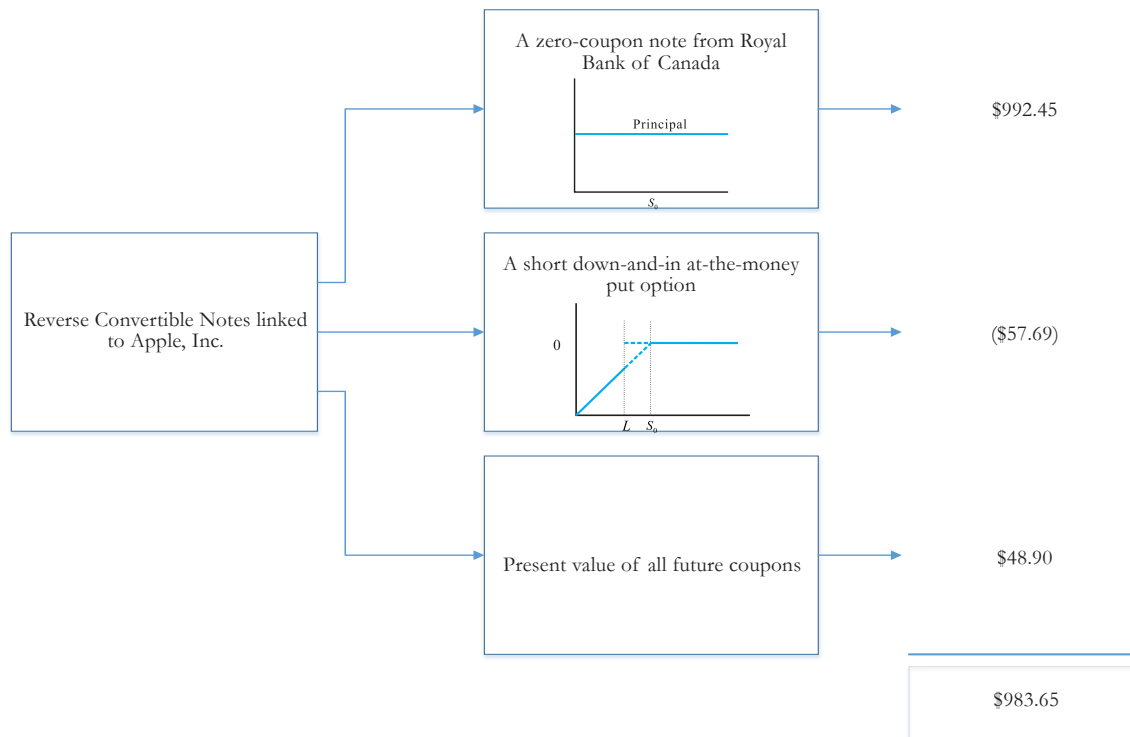 A zero-coupon note from Royal
Bank of Canada
Principal
S₀
$992.45
Reverse Convertible Notes linked
to Apple, Inc.
A short down-and-in at-the-money
put option
0
L S₀
($57.69)
Present value of all future coupons
$48.90
$983.65